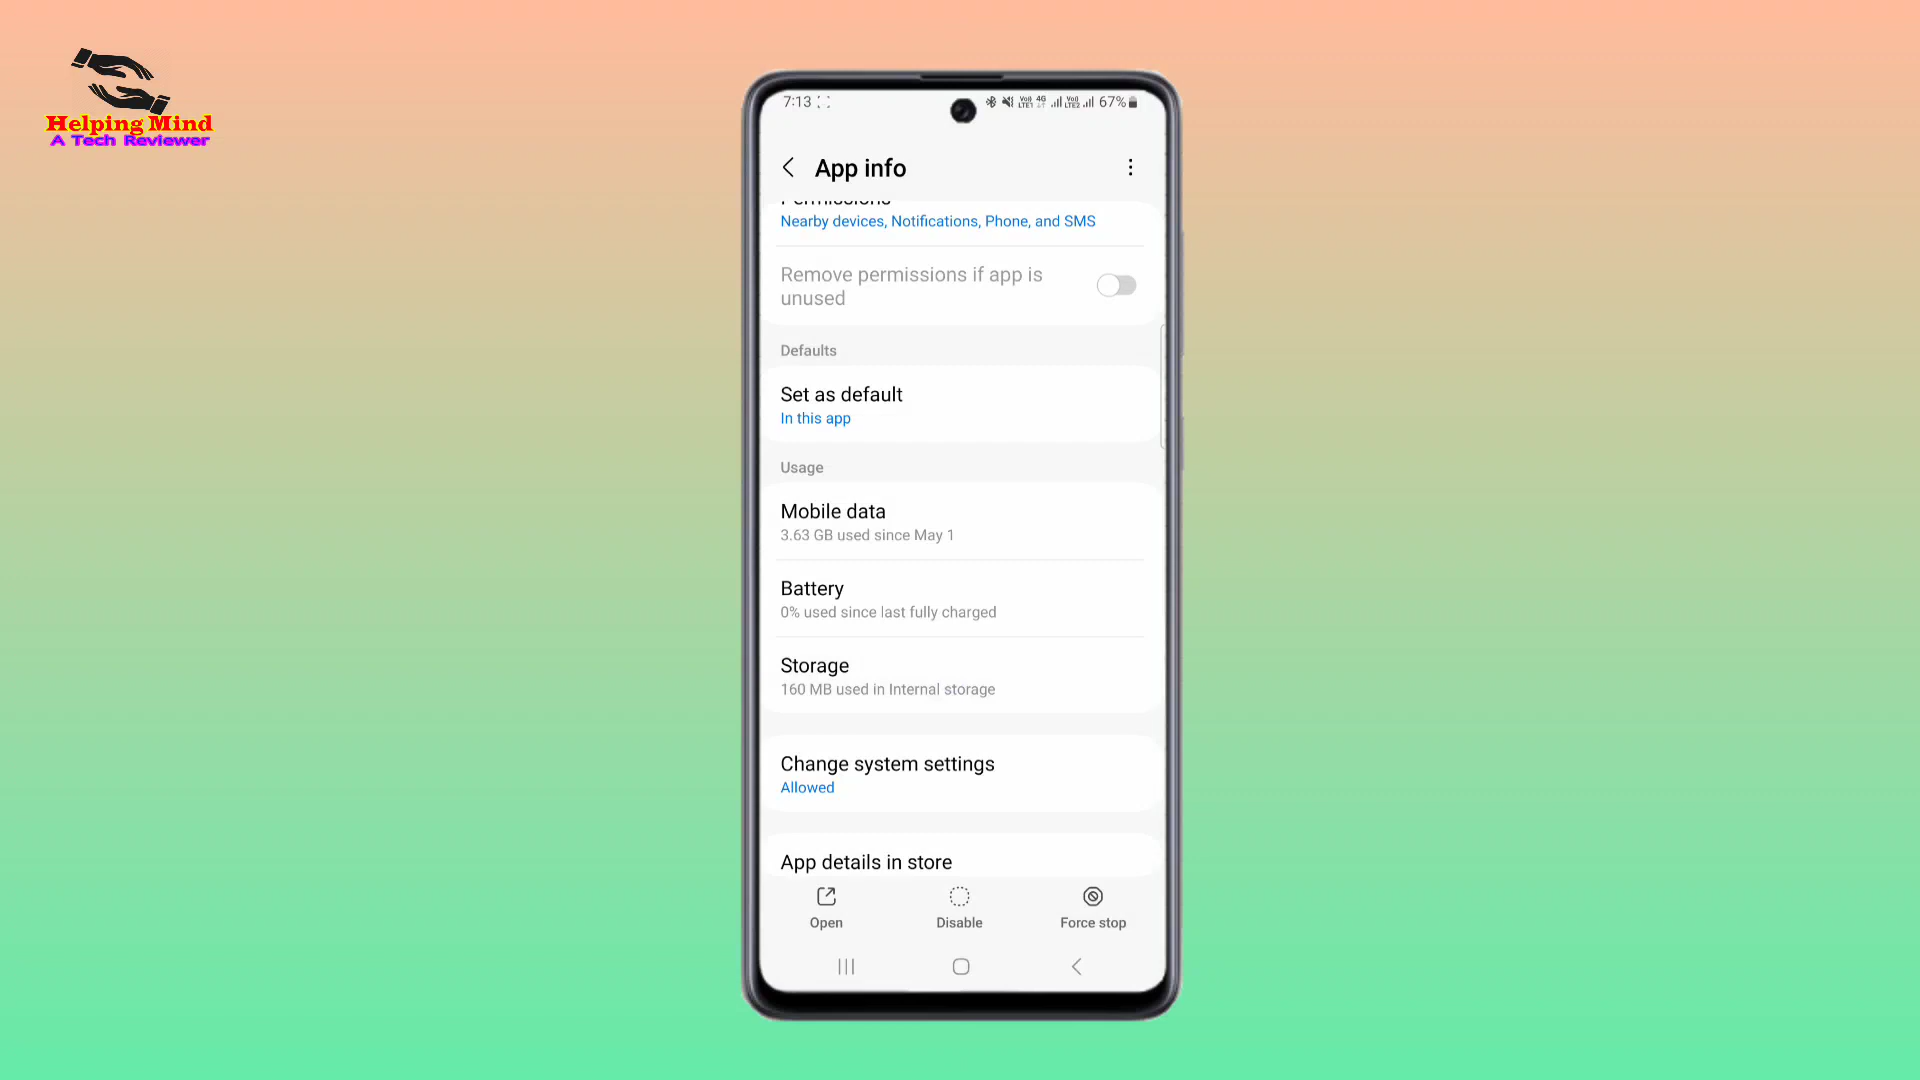 Helping Mind
A Tech Reviewer
7:13
67%
App info
Permissions
Nearby devices, Notifications, Phone, and SMS
Remove permissions if app is
unused
Defaults
Set as default
In this app
Usage
Mobile data
3.63 GB used since May 1
Battery
0% used since last fully charged
Storage
160 MB used in Internal storage
Change system settings
Allowed
App details in store
Open
Disable
Force stop